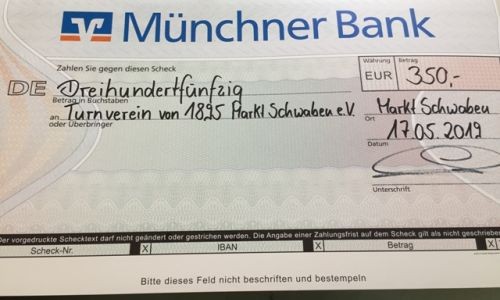 Münchner Bank
Zahlen Sie gegen diesen Scheck
Währung Betrag
DE Dreihundertfünfzig EUR 350,-
Betrag in Buchstaben
an Turnverein von 1895 Markt Schwaben e.V. Markt Schwaben
oder Überbringer Ort
17.05.2019
Datum
Unterschrift
Der vorgedruckte Schecktext darf nicht geändert oder gestrichen werden. Die Angabe einer Zahlungsfrist auf dem Scheck gilt als nicht geschrieben
Scheck-Nr. X IBAN X Betrag X
Bitte dieses Feld nicht beschriften und bestempeln